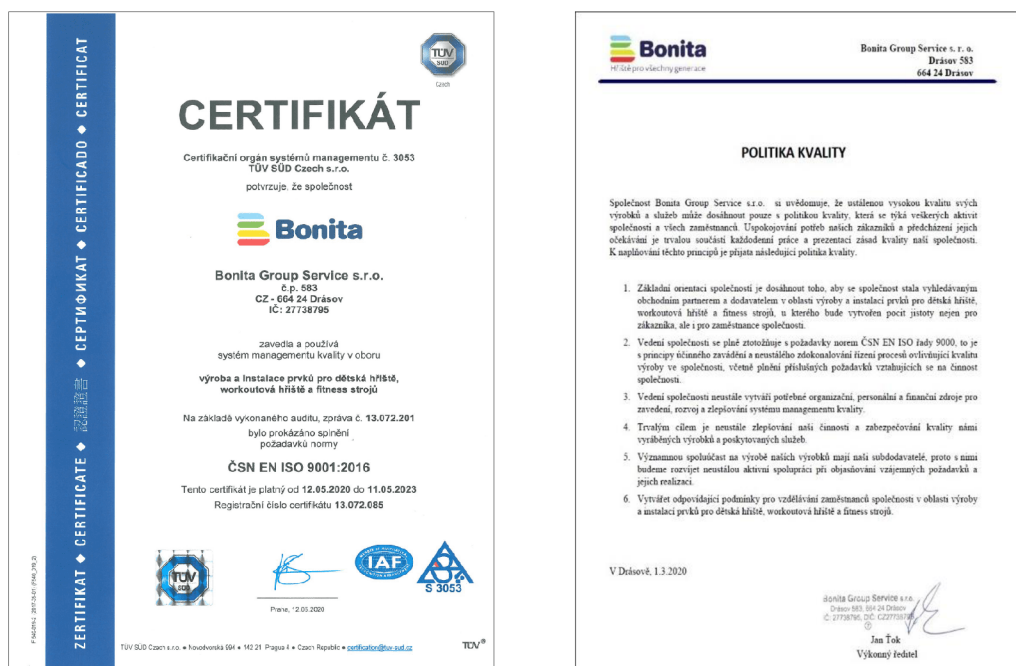 ZERTIFIKAT ◆ CERTIFICATE ◆ 認證證書 ◆ СЕРТИФИКАТ ◆ CERTIFICADO ◆ CERTIFICAT
TÜV
SÜD
Czech
CERTIFIKÁT
Certifikační orgán systémů managementu č. 3053
TÜV SÜD Czech s.r.o.
potvrzuje, že společnost
Bonita
Bonita Group Service s.r.o.
č.p. 583
CZ - 664 24 Drásov
IČ: 27738795
zavedla a používá
systém managementu kvality v oboru
výroba a instalace prvků pro dětská hřiště,
workoutová hřiště a fitness strojů
Na základě vykonaného auditu, zpráva č. 13.072.201
bylo prokázáno splnění
požadavků normy
ČSN EN ISO 9001:2016
Tento certifikát je platný od 12.05.2020 do 11.05.2023
Registrační číslo certifikátu 13.072.085
TÜV
SÜD
IAF
S 3053
Praha, 12.05.2020
TÜV SÜD Czech s.r.o. ● Novodvorská 994 ● 142 21 Prague 4 ● Czech Republic ● certification@tuv-sud.cz
TÜV®
Bonita
Hřiště pro všechny generace
Bonita Group Service s. r. o.
Drásov 583
664 24 Drásov
POLITIKA KVALITY
Společnost Bonita Group Service s.r.o. si uvědomuje, že ustálenou vysokou kvalitu svých
výrobků a služeb může dosáhnout pouze s politikou kvality, která se týká veškerých aktivit
společnosti a všech zaměstnanců. Uspokojování potřeb našich zákazníků a předcházení jejich
očekávání je trvalou součástí každodenní práce a prezentací zásad kvality naší společnosti.
K naplňování těchto principů je přijata následující politika kvality.
1. Základní orientací společnosti je dosáhnout toho, aby se společnost stala vyhledávaným
obchodním partnerem a dodavatelem v oblasti výroby a instalací prvků pro dětská hřiště,
workoutová hřiště a fitness strojů, u kterého bude vytvořen pocit jistoty nejen pro
zákazníka, ale i pro zaměstnance společnosti.
2. Vedení společnosti se plně ztotožňuje s požadavky norem ČSN EN ISO řady 9000, to je
s principy účinného zavádění a neustálého zdokonalování řízení procesů ovlivňující kvalitu
výroby ve společnosti, včetně plnění příslušných požadavků vztahujících se na činnost
společnosti.
3. Vedení společnosti neustále vytváří potřebné organizační, personální a finanční zdroje pro
zavedení, rozvoj a zlepšování systému managementu kvality.
4. Trvalým cílem je neustále zlepšování naší činnosti a zabezpečování kvality námi
vyráběných výrobků a poskytovaných služeb.
5. Významnou spoluúčast na výrobě našich výrobků mají naši subdodavatelé, proto s nimi
budeme rozvíjet neustálou aktivní spolupráci při objasňování vzájemných požadavků a
jejich realizaci.
6. Vytvářet odpovídající podmínky pro vzdělávání zaměstnanců společnosti v oblasti výroby
a instalací prvků pro dětská hřiště, workoutová hřiště a fitness strojů.
V Drásově, 1.3.2020
Bonita Group Service s.r.o.
Drásov 583, 664 24 Drásov
Jan Ťok
Výkonný ředitel